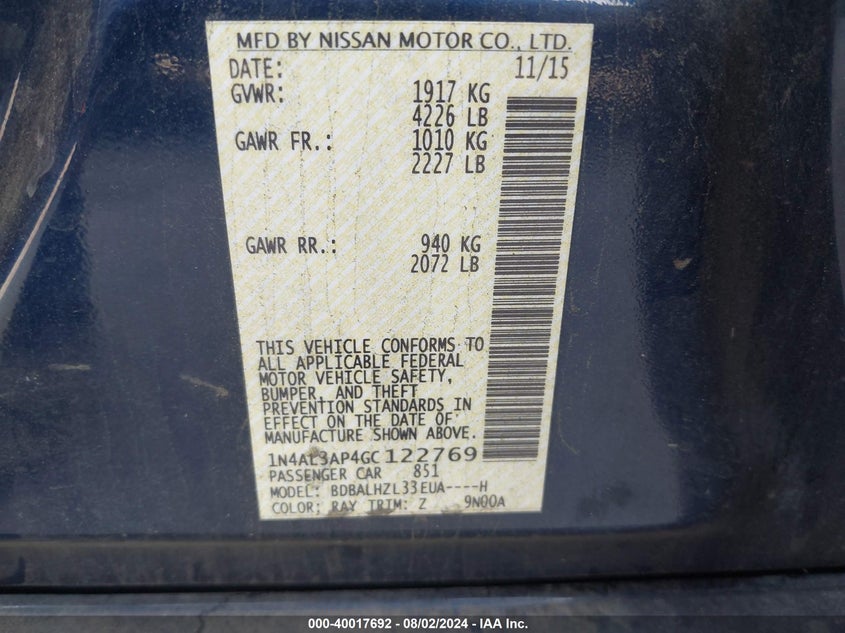 MFD BY NISSAN MOTOR CO., LTD.
DATE: 11/15
GVWR: 1917 KG
4226 LB
GAWR FR.: 1010 KG
2227 LB
GAWR RR.: 940 KG
2072 LB
THIS VEHICLE CONFORMS TO
ALL APPLICABLE FEDERAL
MOTOR VEHICLE SAFETY,
BUMPER, AND THEFT
PREVENTION STANDARDS IN
EFFECT ON THE DATE OF
MANUFACTURE SHOWN ABOVE.
1N4AL3AP4GC122769
PASSENGER CAR 851
MODEL: BDBALHZL33EUA----H
COLOR; RAY TRIM: Z 9N00A
000-40017692 - 08/02/2024 - IAA Inc.